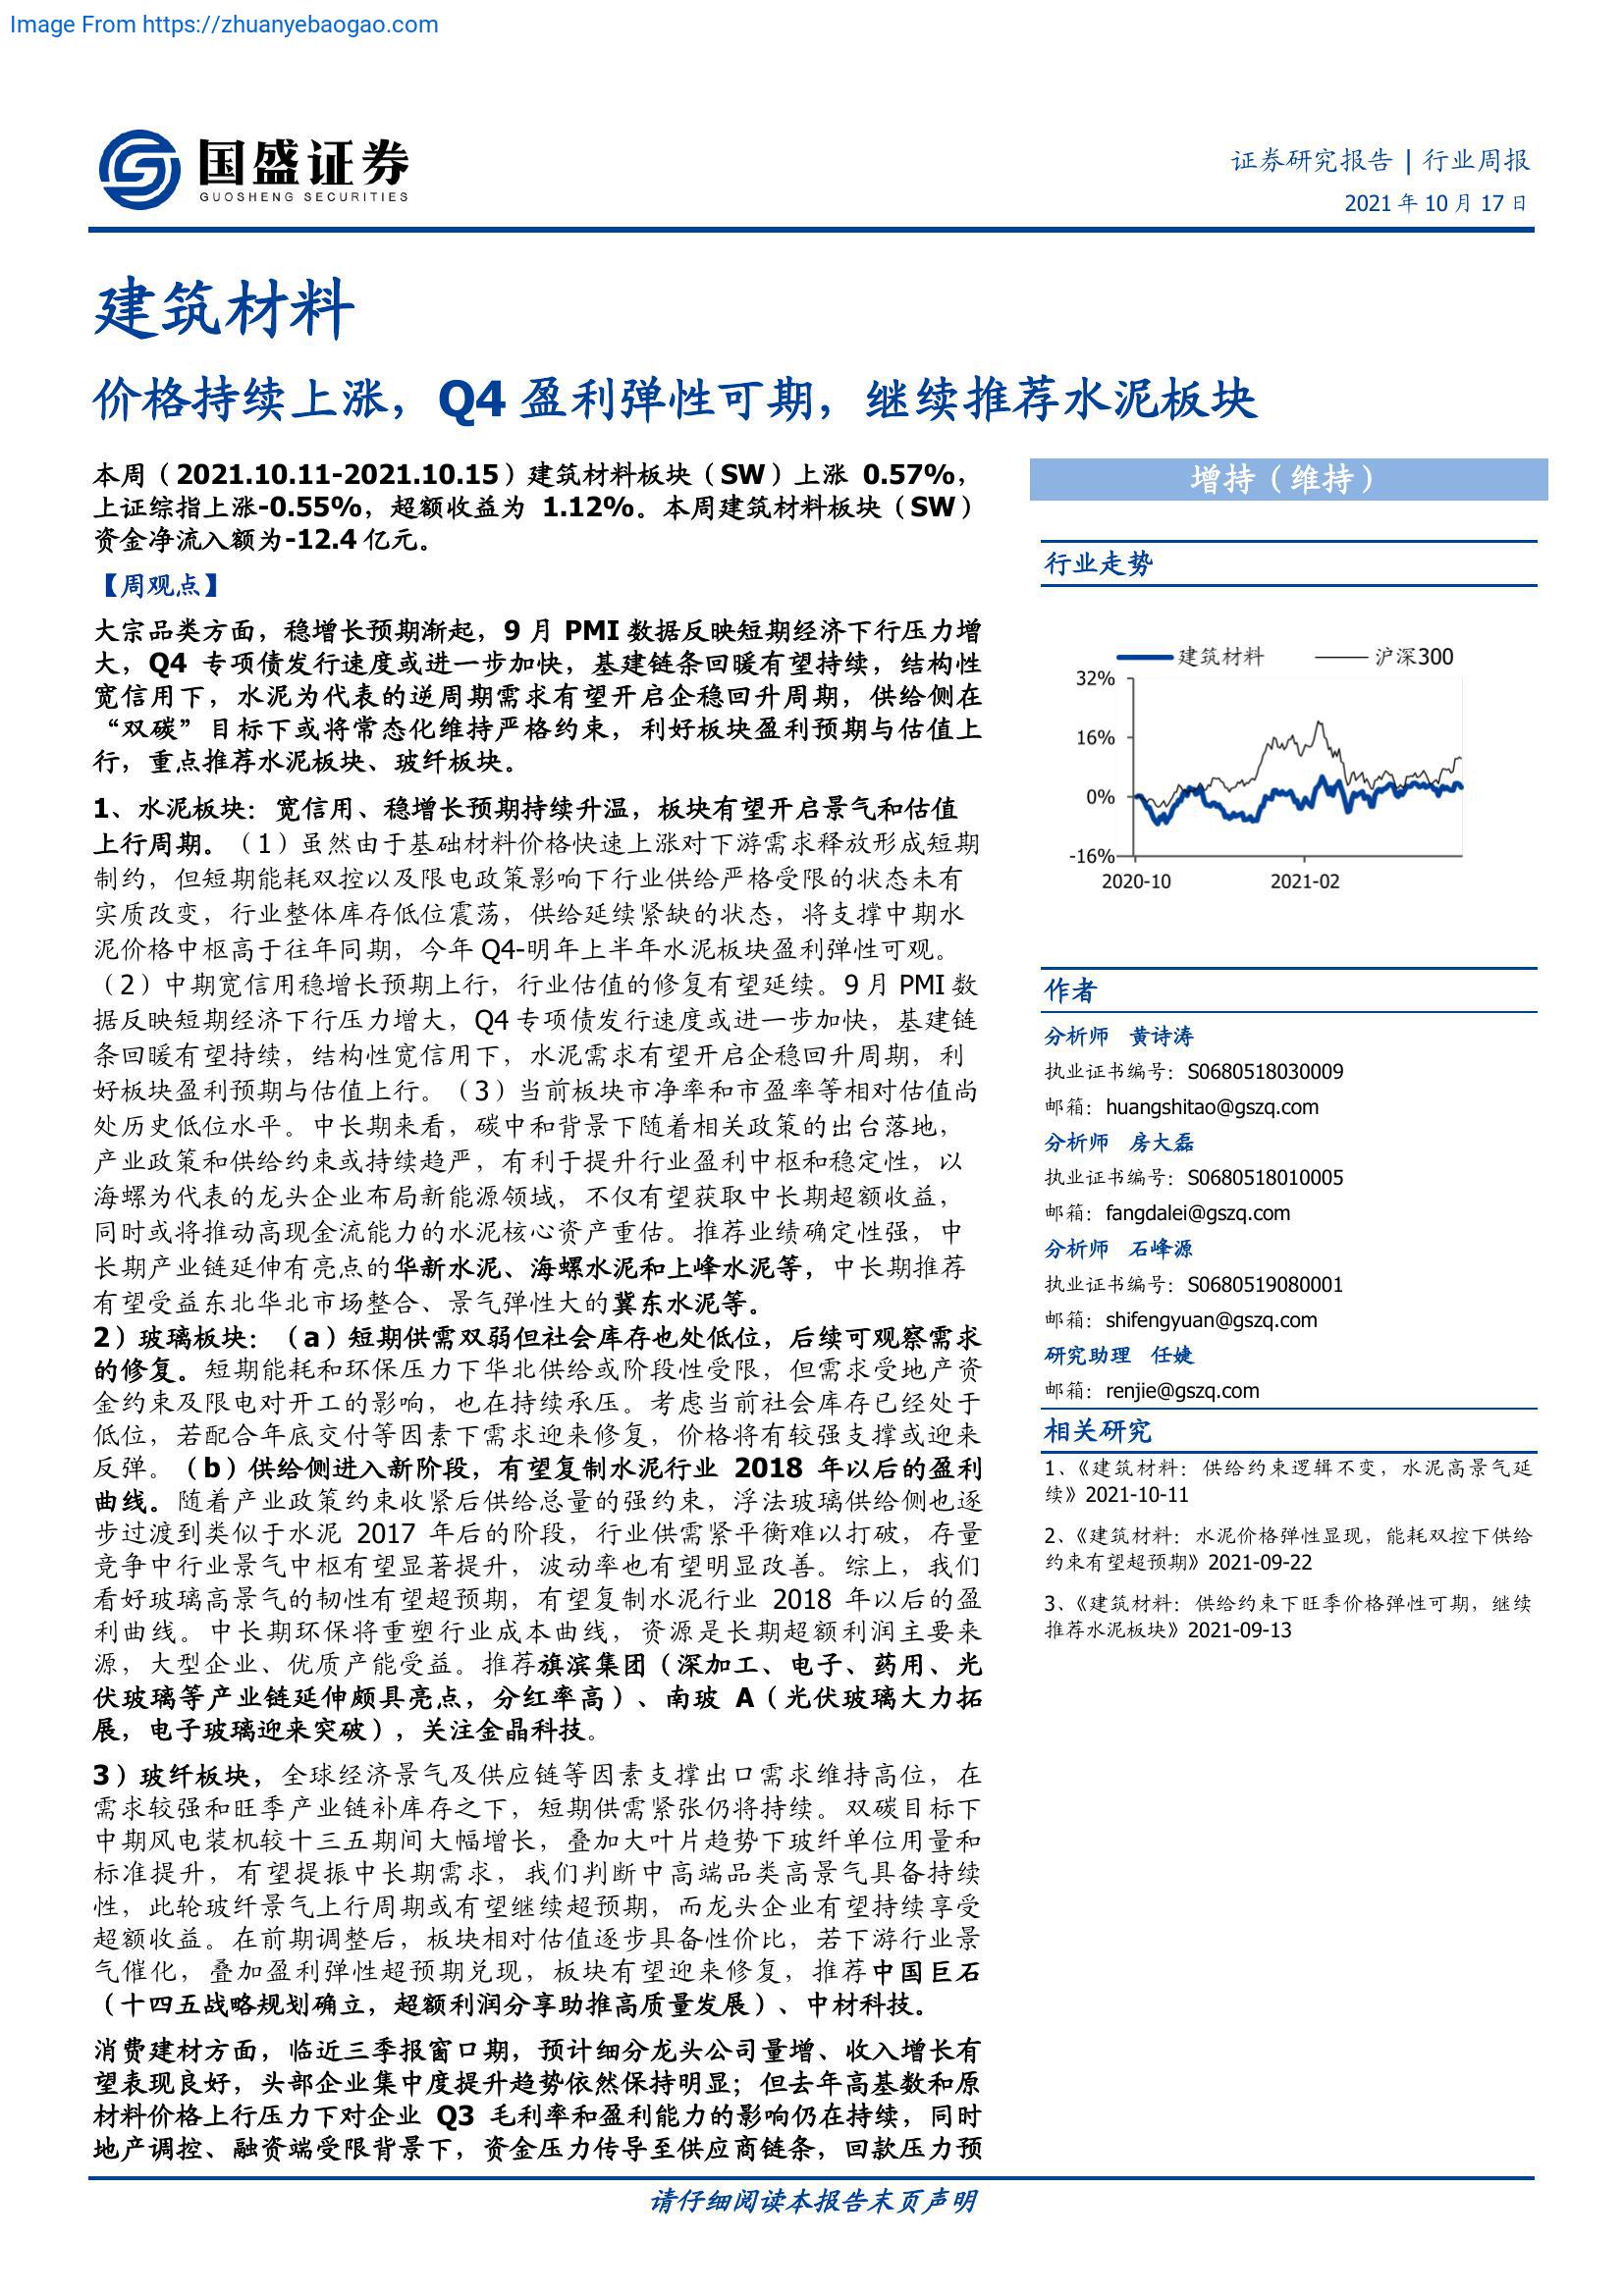 Image From https://zhuanyebaogao.com
国盛证券
GUOSHENG SECURITIES
证券研究报告 | 行业周报
2021 年 10 月 17 日
建筑材料
价格持续上涨，Q4 盈利弹性可期，继续推荐水泥板块
本周（2021.10.11-2021.10.15）建筑材料板块（SW）上涨 0.57%，
上证综指上涨-0.55%，超额收益为 1.12%。本周建筑材料板块（SW）
资金净流入额为-12.4 亿元。
【周观点】
大宗品类方面，稳增长预期渐起，9 月 PMI 数据反映短期经济下行压力增
大，Q4 专项债发行速度或进一步加快，基建链条回暖有望持续，结构性
宽信用下，水泥为代表的逆周期需求有望开启企稳回升周期，供给侧在
“双碳”目标下或将常态化维持严格约束，利好板块盈利预期与估值上
行，重点推荐水泥板块、玻纤板块。
1、水泥板块：宽信用、稳增长预期持续升温，板块有望开启景气和估值
上行周期。（1）虽然由于基础材料价格快速上涨对下游需求释放形成短期
制约，但短期能耗双控以及限电政策影响下行业供给严格受限的状态未有
实质改变，行业整体库存低位震荡，供给延续紧缺的状态，将支撑中期水
泥价格中枢高于往年同期，今年 Q4-明年上半年水泥板块盈利弹性可观。
（2）中期宽信用稳增长预期上行，行业估值的修复有望延续。9 月 PMI 数
据反映短期经济下行压力增大，Q4 专项债发行速度或进一步加快，基建链
条回暖有望持续，结构性宽信用下，水泥需求有望开启企稳回升周期，利
好板块盈利预期与估值上行。（3）当前板块市净率和市盈率等相对估值尚
处历史低位水平。中长期来看，碳中和背景下随着相关政策的出台落地，
产业政策和供给约束或持续趋严，有利于提升行业盈利中枢和稳定性，以
海螺为代表的龙头企业布局新能源领域，不仅有望获取中长期超额收益，
同时或将推动高现金流能力的水泥核心资产重估。推荐业绩确定性强，中
长期产业链延伸有亮点的华新水泥、海螺水泥和上峰水泥等，中长期推荐
有望受益东北华北市场整合、景气弹性大的冀东水泥等。
2）玻璃板块：（a）短期供需双弱但社会库存也处低位，后续可观察需求
的修复。短期能耗和环保压力下华北供给或阶段性受限，但需求受地产资
金约束及限电对开工的影响，也在持续承压。考虑当前社会库存已经处于
低位，若配合年底交付等因素下需求迎来修复，价格将有较强支撑或迎来
反弹。（b）供给侧进入新阶段，有望复制水泥行业 2018 年以后的盈利
曲线。随着产业政策约束收紧后供给总量的强约束，浮法玻璃供给侧也逐
步过渡到类似于水泥 2017 年后的阶段，行业供需紧平衡难以打破，存量
竞争中行业景气中枢有望显著提升，波动率也有望明显改善。综上，我们
看好玻璃高景气的韧性有望超预期，有望复制水泥行业 2018 年以后的盈
利曲线。中长期环保将重塑行业成本曲线，资源是长期超额利润主要来
源，大型企业、优质产能受益。推荐旗滨集团（深加工、电子、药用、光
伏玻璃等产业链延伸颇具亮点，分红率高）、南玻 A（光伏玻璃大力拓
展，电子玻璃迎来突破），关注金晶科技。
3）玻纤板块，全球经济景气及供应链等因素支撑出口需求维持高位，在
需求较强和旺季产业链补库存之下，短期供需紧张仍将持续。双碳目标下
中期风电装机较十三五期间大幅增长，叠加大叶片趋势下玻纤单位用量和
标准提升，有望提振中长期需求，我们判断中高端品类高景气具备持续
性，此轮玻纤景气上行周期或有望继续超预期，而龙头企业有望持续享受
超额收益。在前期调整后，板块相对估值逐步具备性价比，若下游行业景
气催化，叠加盈利弹性超预期兑现，板块有望迎来修复，推荐中国巨石
（十四五战略规划确立，超额利润分享助推高质量发展）、中材科技。
消费建材方面，临近三季报窗口期，预计细分龙头公司量增、收入增长有
望表现良好，头部企业集中度提升趋势依然保持明显；但去年高基数和原
材料价格上行压力下对企业 Q3 毛利率和盈利能力的影响仍在持续，同时
地产调控、融资端受限背景下，资金压力传导至供应商链条，回款压力预
增持（维持）
行业走势
建筑材料 沪深300
32%
16%
0%
-16%
2020-10 2021-02
作者
分析师 黄诗涛
执业证书编号：S0680518030009
邮箱：huangshitao@gszq.com
分析师 房大磊
执业证书编号：S0680518010005
邮箱：fangdalei@gszq.com
分析师 石峰源
执业证书编号：S0680519080001
邮箱：shifengyuan@gszq.com
研究助理 任婕
邮箱：renjie@gszq.com
相关研究
1、《建筑材料：供给约束逻辑不变，水泥高景气延
续》2021-10-11
2、《建筑材料：水泥价格弹性显现，能耗双控下供给
约束有望超预期》2021-09-22
3、《建筑材料：供给约束下旺季价格弹性可期，继续
推荐水泥板块》2021-09-13
请仔细阅读本报告末页声明